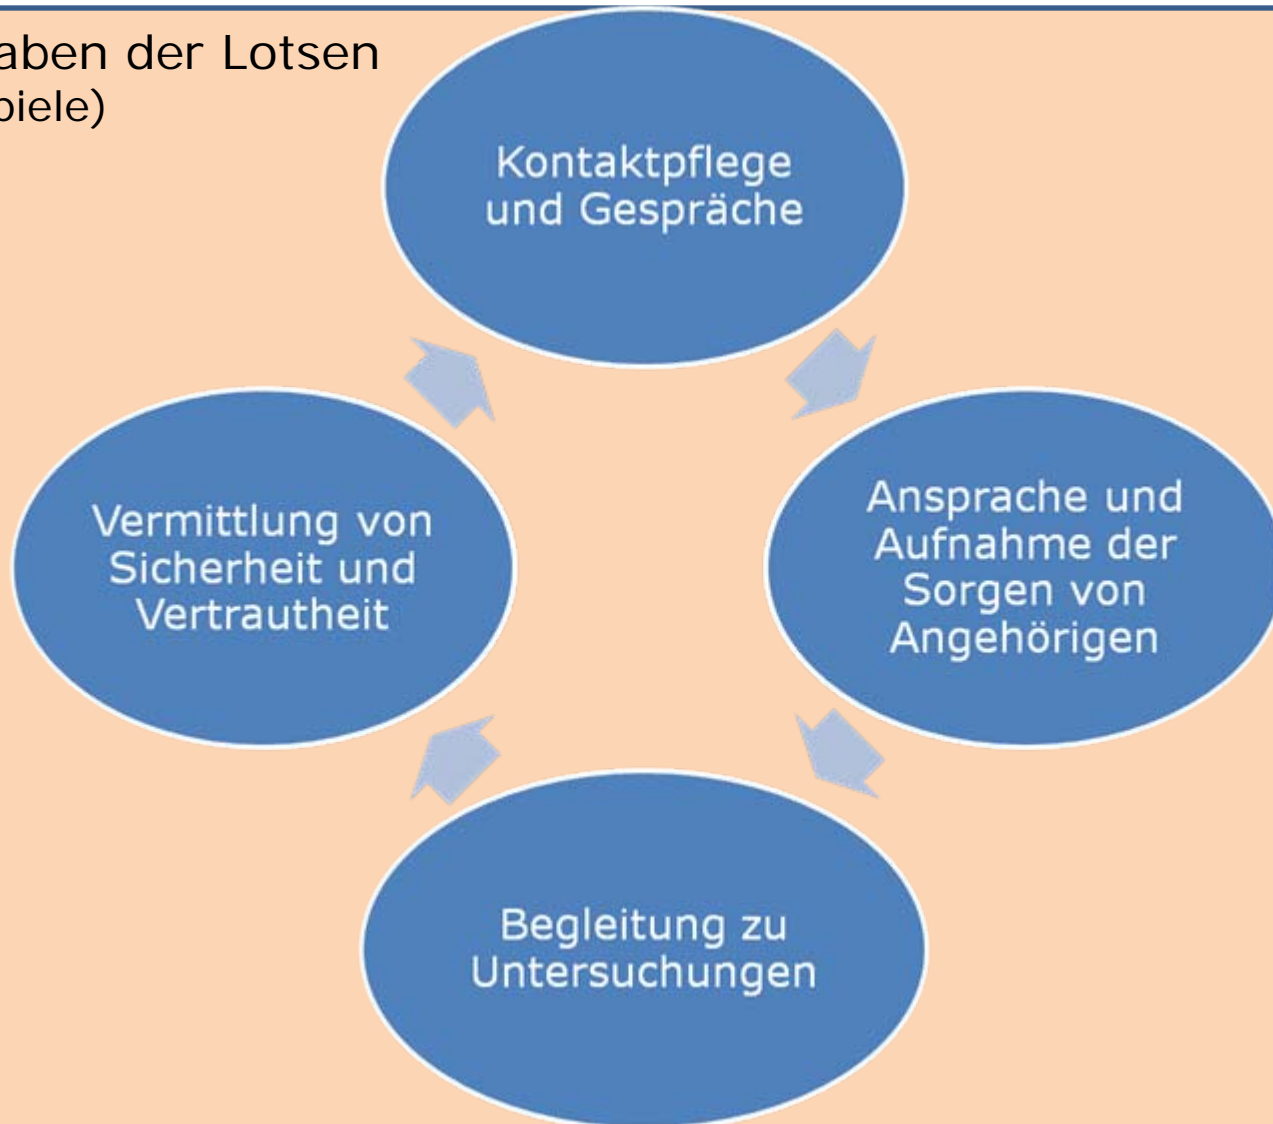 aben der Lotsen
piele)
Kontaktpflege
und Gespräche
Ansprache und
Aufnahme der
Sorgen von
Angehörigen
Begleitung zu
Untersuchungen
Vermittlung von
Sicherheit und
Vertrautheit